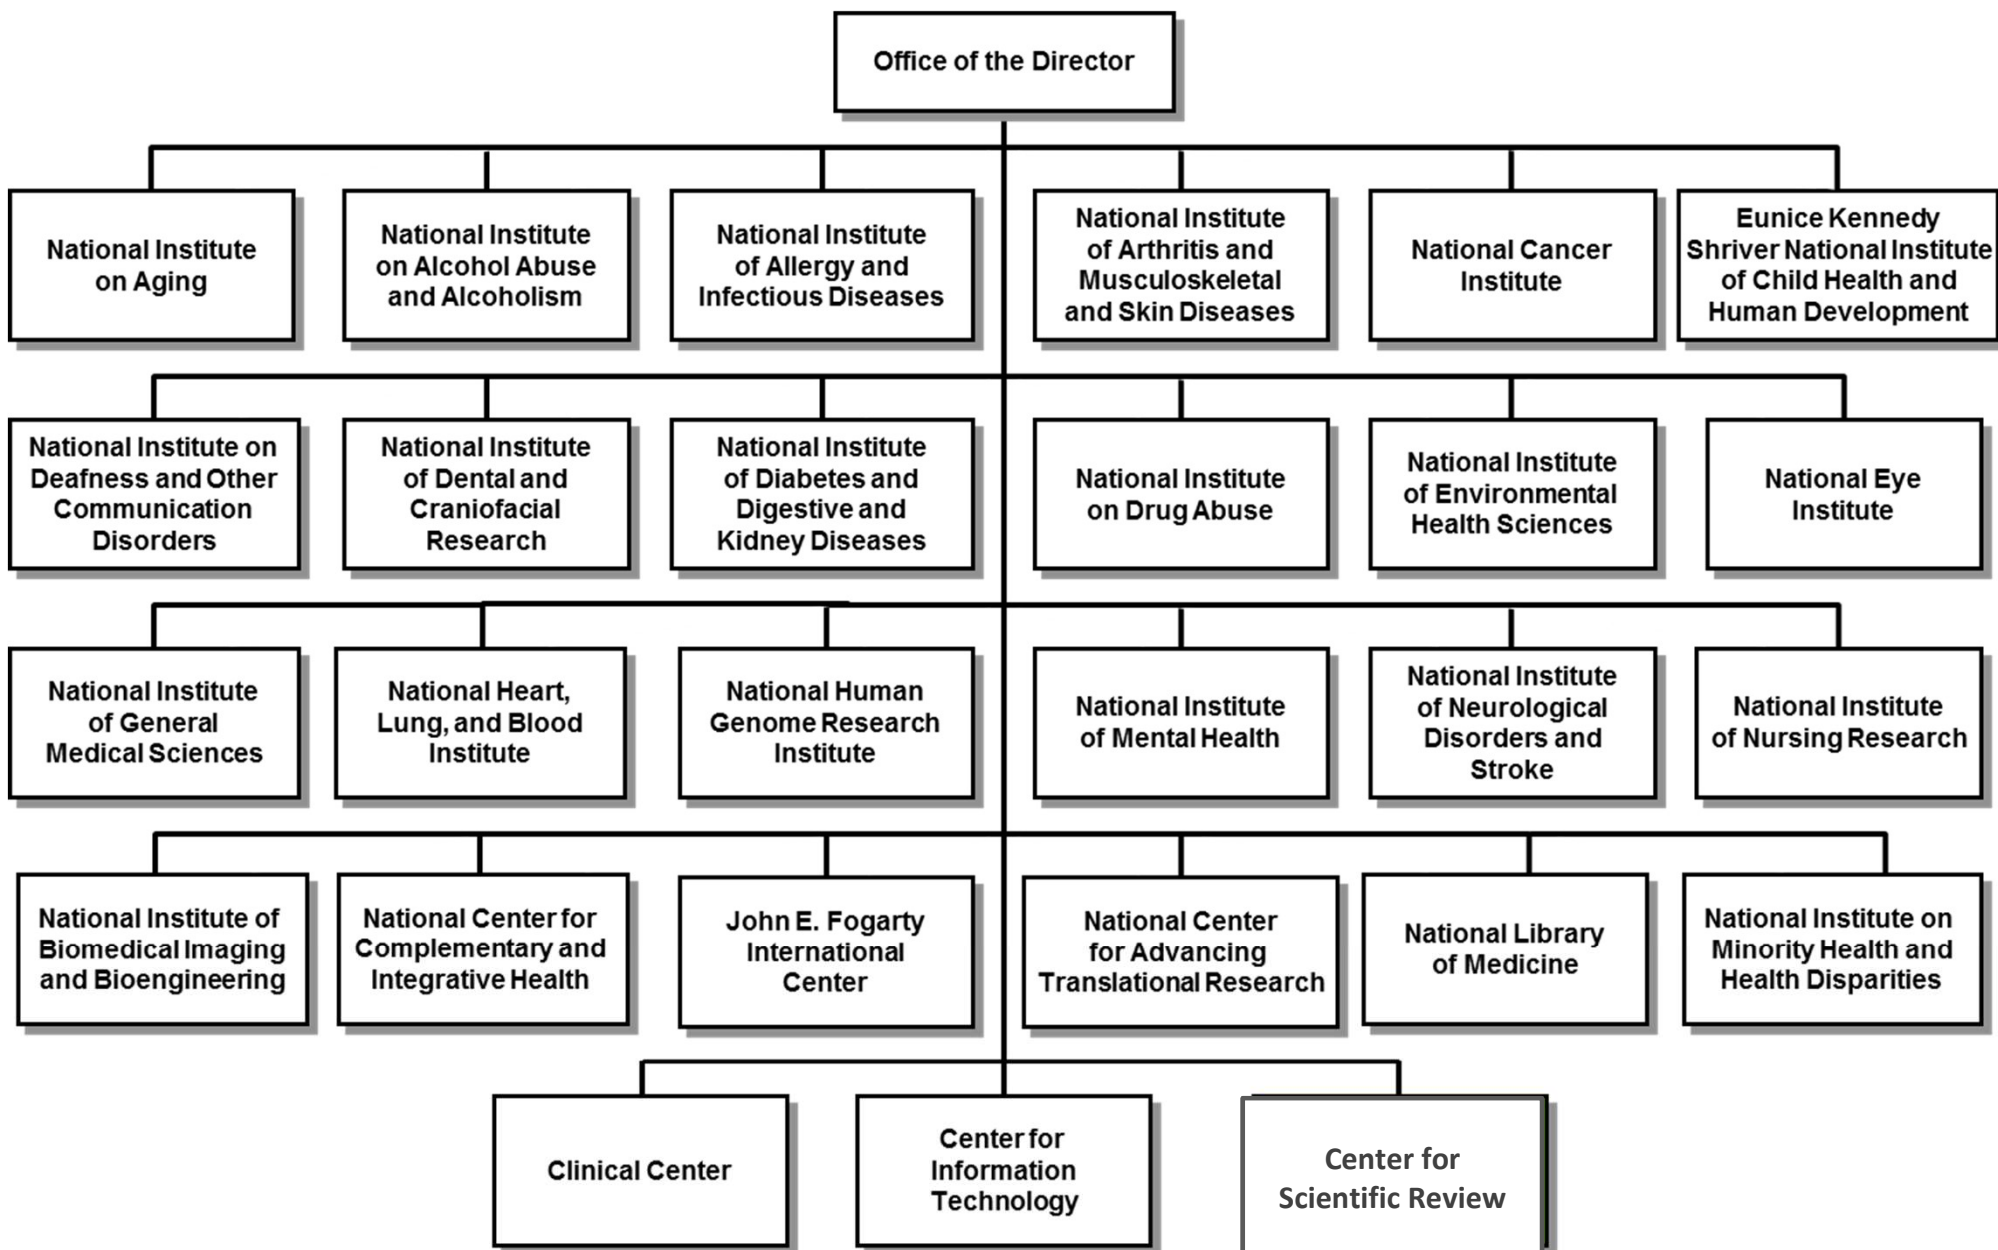 Office of the Director
National Institute
on Aging
National Institute
on Alcohol Abuse
and Alcoholism
National Institute
of Allergy and
Infectious Diseases
National Institute
of Arthritis and
Musculoskeletal
and Skin Diseases
National Cancer
Institute
Eunice Kennedy
Shriver National Institute
of Child Health and
Human Development
National Institute on
Deafness and Other
Communication
Disorders
National Institute
of Dental and
Craniofacial
Research
National Institute
of Diabetes and
Digestive and
Kidney Diseases
National Institute
on Drug Abuse
National Institute
of Environmental
Health Sciences
National Eye
Institute
National Institute
of General
Medical Sciences
National Heart,
Lung, and Blood
Institute
National Human
Genome Research
Institute
National Institute
of Mental Health
National Institute
of Neurological
Disorders and
Stroke
National Institute
of Nursing Research
National Institute of
Biomedical Imaging
and Bioengineering
National Center for
Complementary and
Integrative Health
John E. Fogarty
International
Center
National Center
for Advancing
Translational Research
National Library
of Medicine
National Institute on
Minority Health and
Health Disparities
Clinical Center
Center for
Information
Technology
Center for
Scientific Review